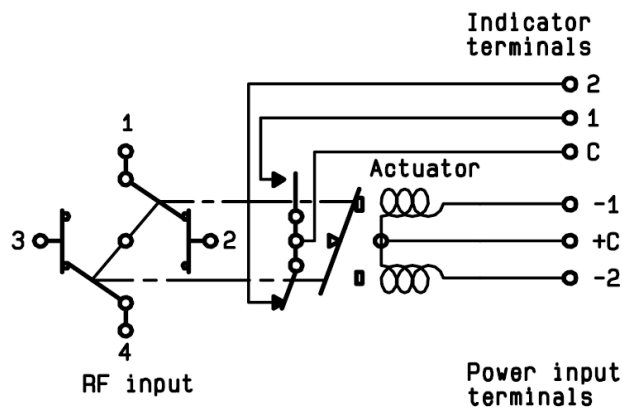 Indicator
terminals
2
1
1
C
Actuator
-1
3
2
+C
-2
4
RF input
Power input
terminals